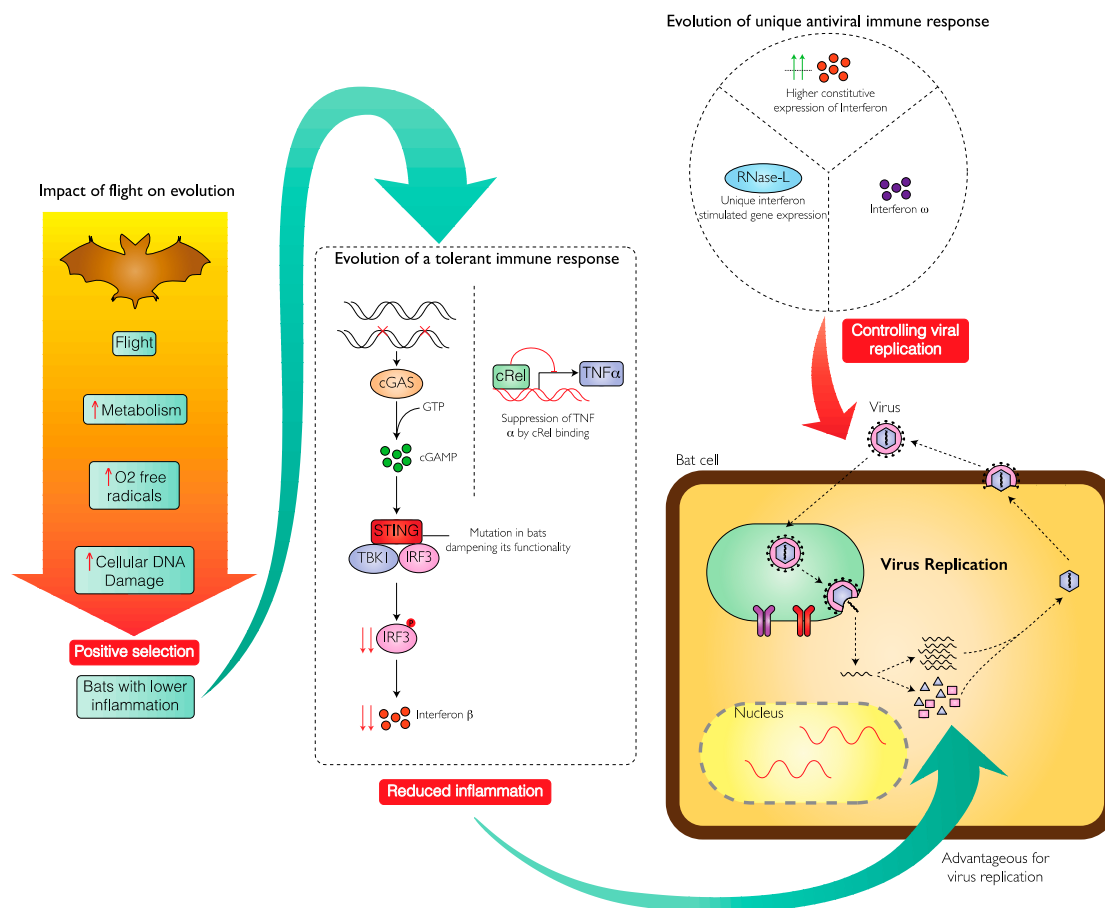 Evolution of unique antiviral immune response
Higher constitutive
expression of Interferon
RNase-L
Unique interferon
stimulated gene expression
Interferon ω
Impact of flight on evolution
Flight
Metabolism
O2 free
radicals
Cellular DNA
Damage
Positive selection
Bats with lower
inflammation
Evolution of a tolerant immune response
cGAS
GTP
cGAMP
STING
TBK1
IRF3
Mutation in bats
dampening its functionality
P
IRF3
Interferon β
cRel
TNFα
Suppression of TNF
α by cRel binding
Reduced inflammation
Controlling viral
replication
Virus
Bat cell
Virus Replication
Nucleus
Advantageous for
virus replication